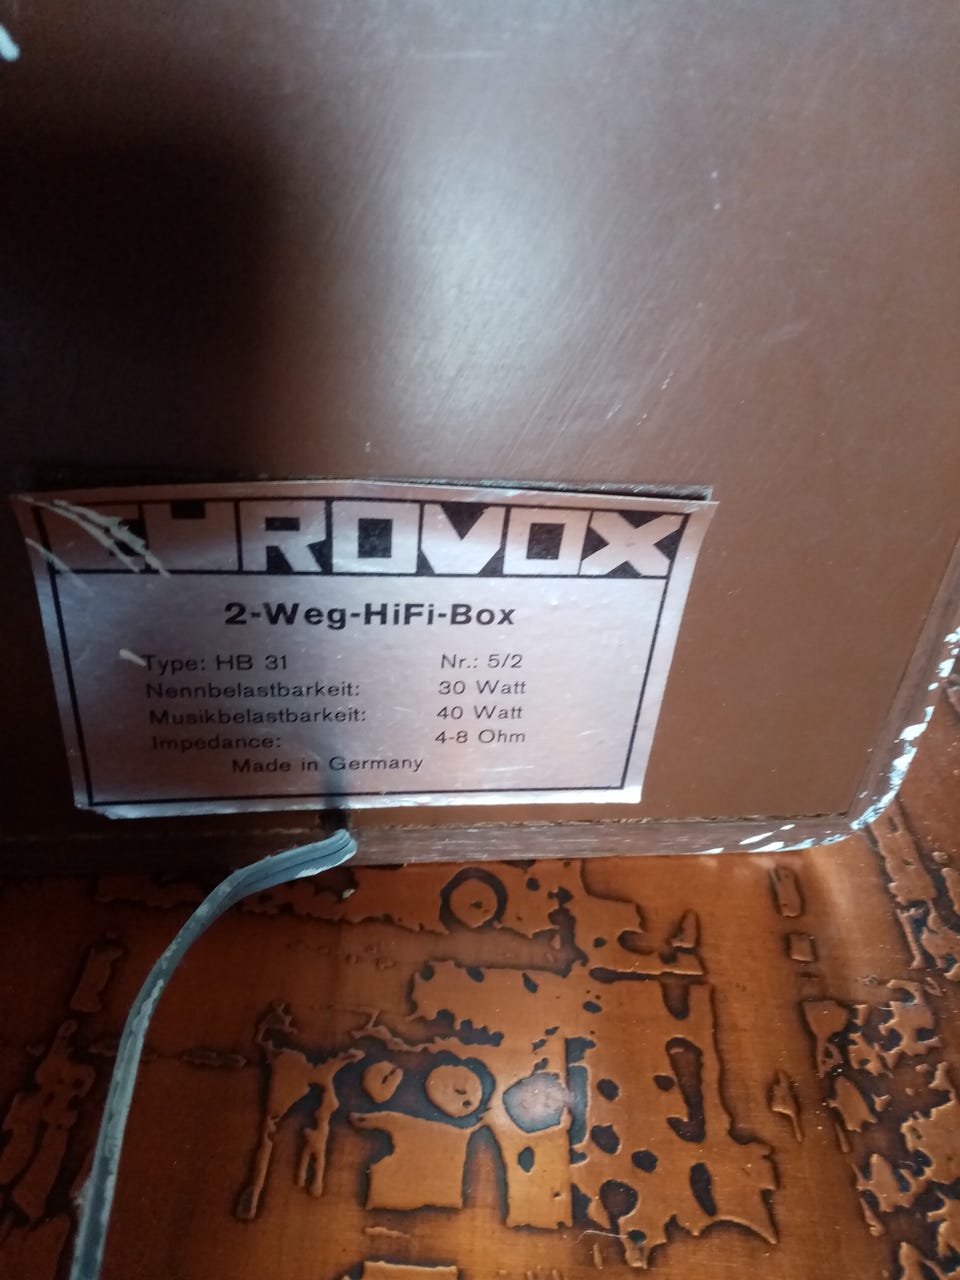 EUROVOX
2-Weg-HiFi-Box
Type: HB 31 Nr.: 5/2
Nennbelastbarkeit: 30 Watt
Musikbelastbarkeit: 40 Watt
Impedance: 4-8 Ohm
Made in Germany